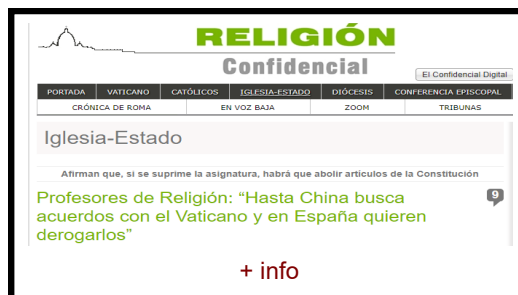 RELIGIÓN
Confidencial
El Confidencial Digital
PORTADA VATICANO CATÓLICOS IGLESIA-ESTADO DIÓCESIS CONFERENCIA EPISCOPAL
CRÓNICA DE ROMA EN VOZ BAJA ZOOM TRIBUNAS
Iglesia-Estado
Afirman que, si se suprime la asignatura, habrá que abolir artículos de la Constitución
Profesores de Religión: “Hasta China busca
acuerdos con el Vaticano y en España quieren
derogarlos”
9
+ info